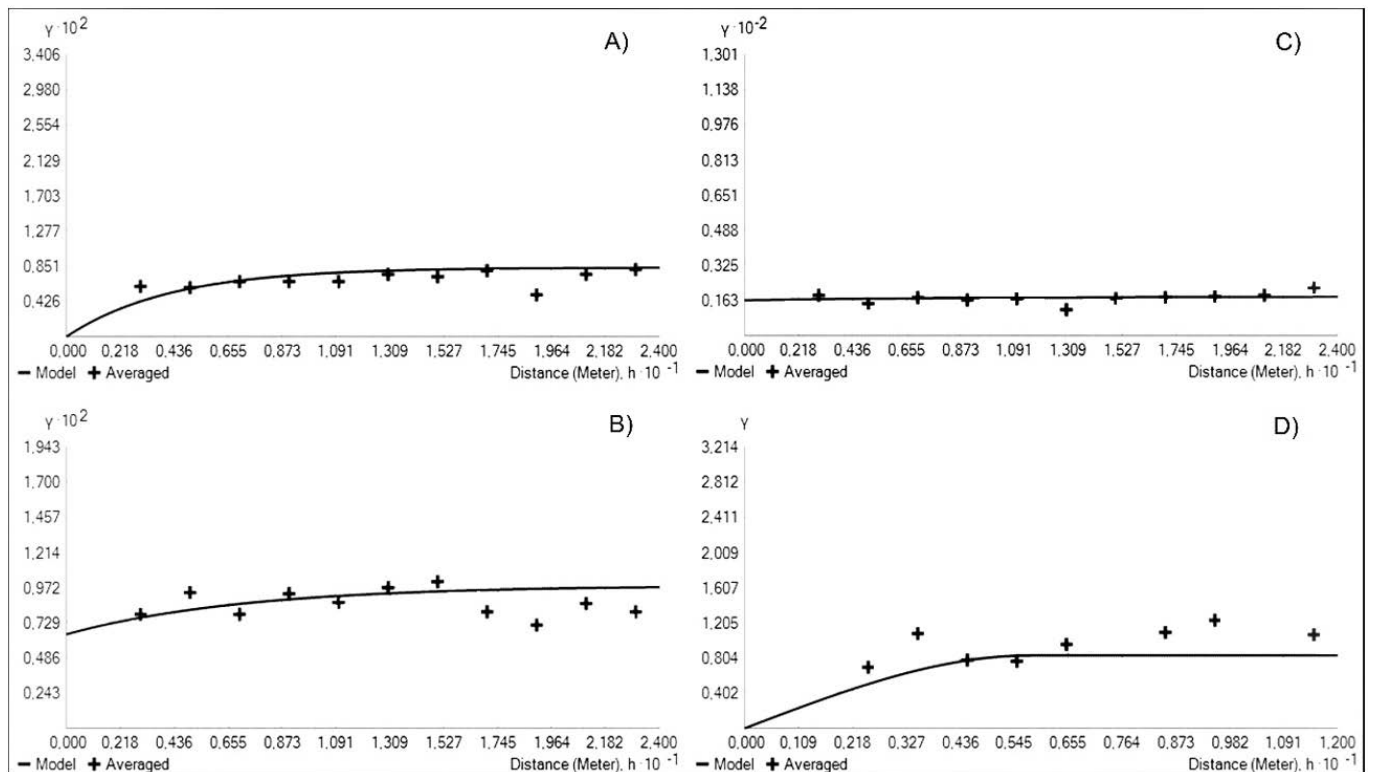 γ·10²
A)
3,406
2,980
2,554
2,129
1,703
1,277
0,851
0,426
0,000 0,218 0,436 0,655 0,873 1,091 1,309 1,527 1,745 1,964 2,182 2,400
Model Averaged Distance (Meter), h·10⁻¹
γ·10²
B)
1,943
1,700
1,457
1,214
0,972
0,729
0,486
0,243
0,000 0,218 0,436 0,655 0,873 1,091 1,309 1,527 1,745 1,964 2,182 2,400
Model Averaged Distance (Meter), h·10⁻¹
γ·10⁻²
C)
1,301
1,138
0,976
0,813
0,651
0,488
0,325
0,163
0,000 0,218 0,436 0,655 0,873 1,091 1,309 1,527 1,745 1,964 2,182 2,400
Model Averaged Distance (Meter), h·10⁻¹
γ
D)
3,214
2,812
2,411
2,009
1,607
1,205
0,804
0,402
0,000 0,109 0,218 0,327 0,436 0,545 0,655 0,764 0,873 0,982 1,091 1,200
Model Averaged Distance (Meter), h·10⁻¹